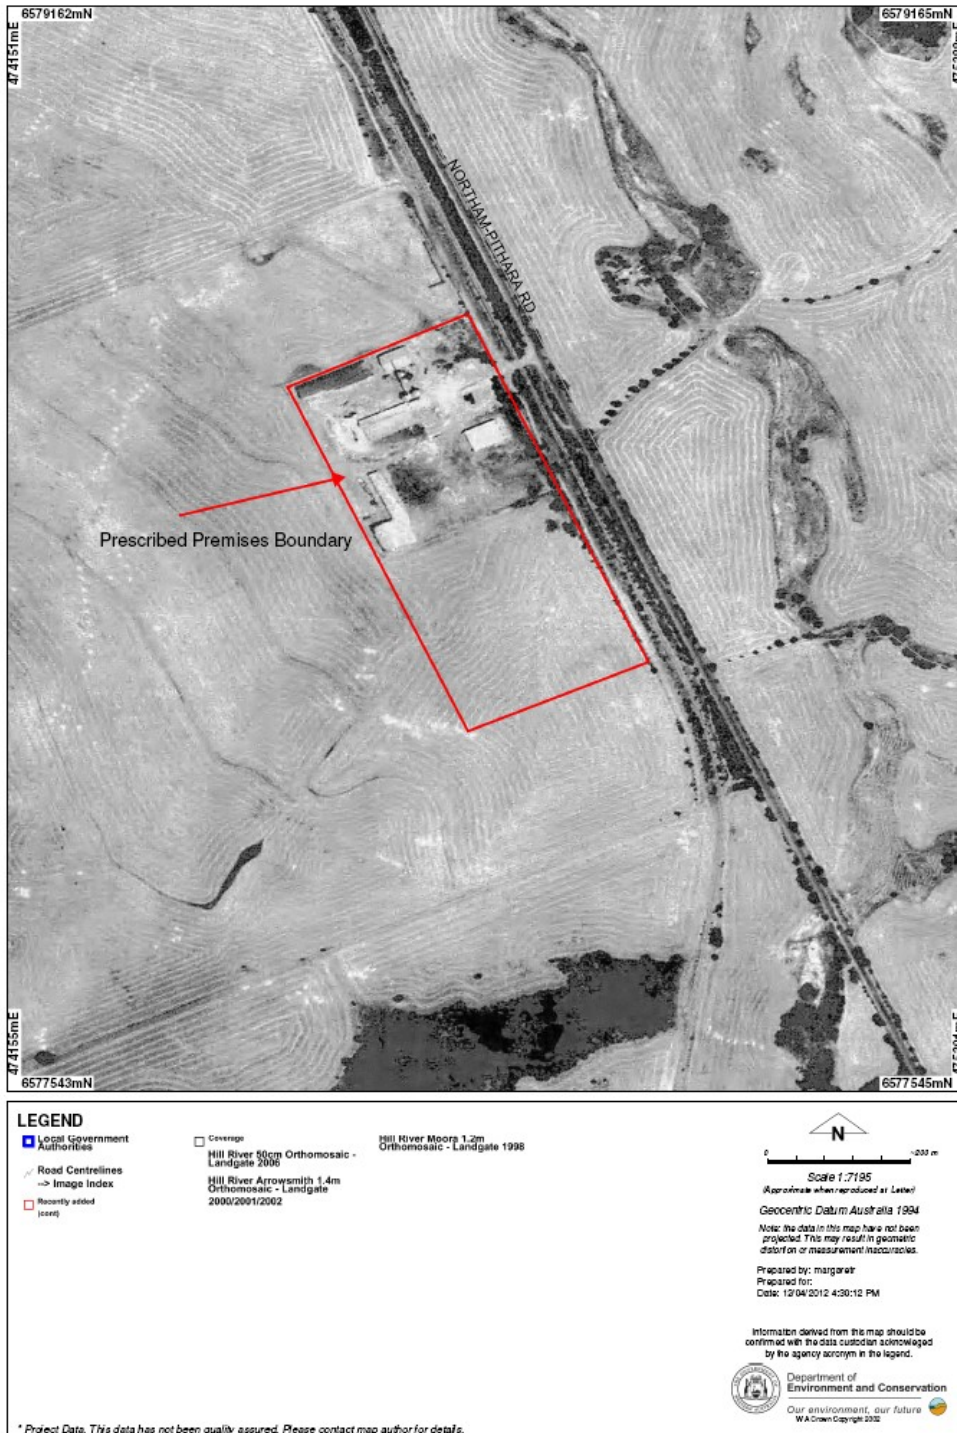 6579162mN
6579165mN
474151mE
NORTHAM-PITHARA RD
Prescribed Premises Boundary
474155mE
6577543mN
6577545mN
LEGEND
Local Government
Authorities
Road Centrelines
--> Image Index
Recently added
(cont)
Coverage
Hill River 50cm Orthomosaic -
Landgate 2006
Hill River Arrowsmith 1.4m
Orthomosaic - Landgate
2000/2001/2002
Hill River Moora 1.2m
Orthomosaic - Landgate 1998
N
0
~200 m
Scale 1:7195
(Approximate when reproduced at Letter)
Geocentric Datum Australia 1994
Note: the data in this map have not been
projected. This may result in geometric
distortion or measurement inaccuracies.
Prepared by: margaretr
Prepared for:
Date: 12/04/2012 4:30:12 PM
Information derived from this map should be
confirmed with the data custodian acknowleged
by the agency acronym in the legend.
Department of
Environment and Conservation
Our environment, our future
WA Crown Copyright 2002
* Project Data. This data has not been quality assured. Please contact map author for details.